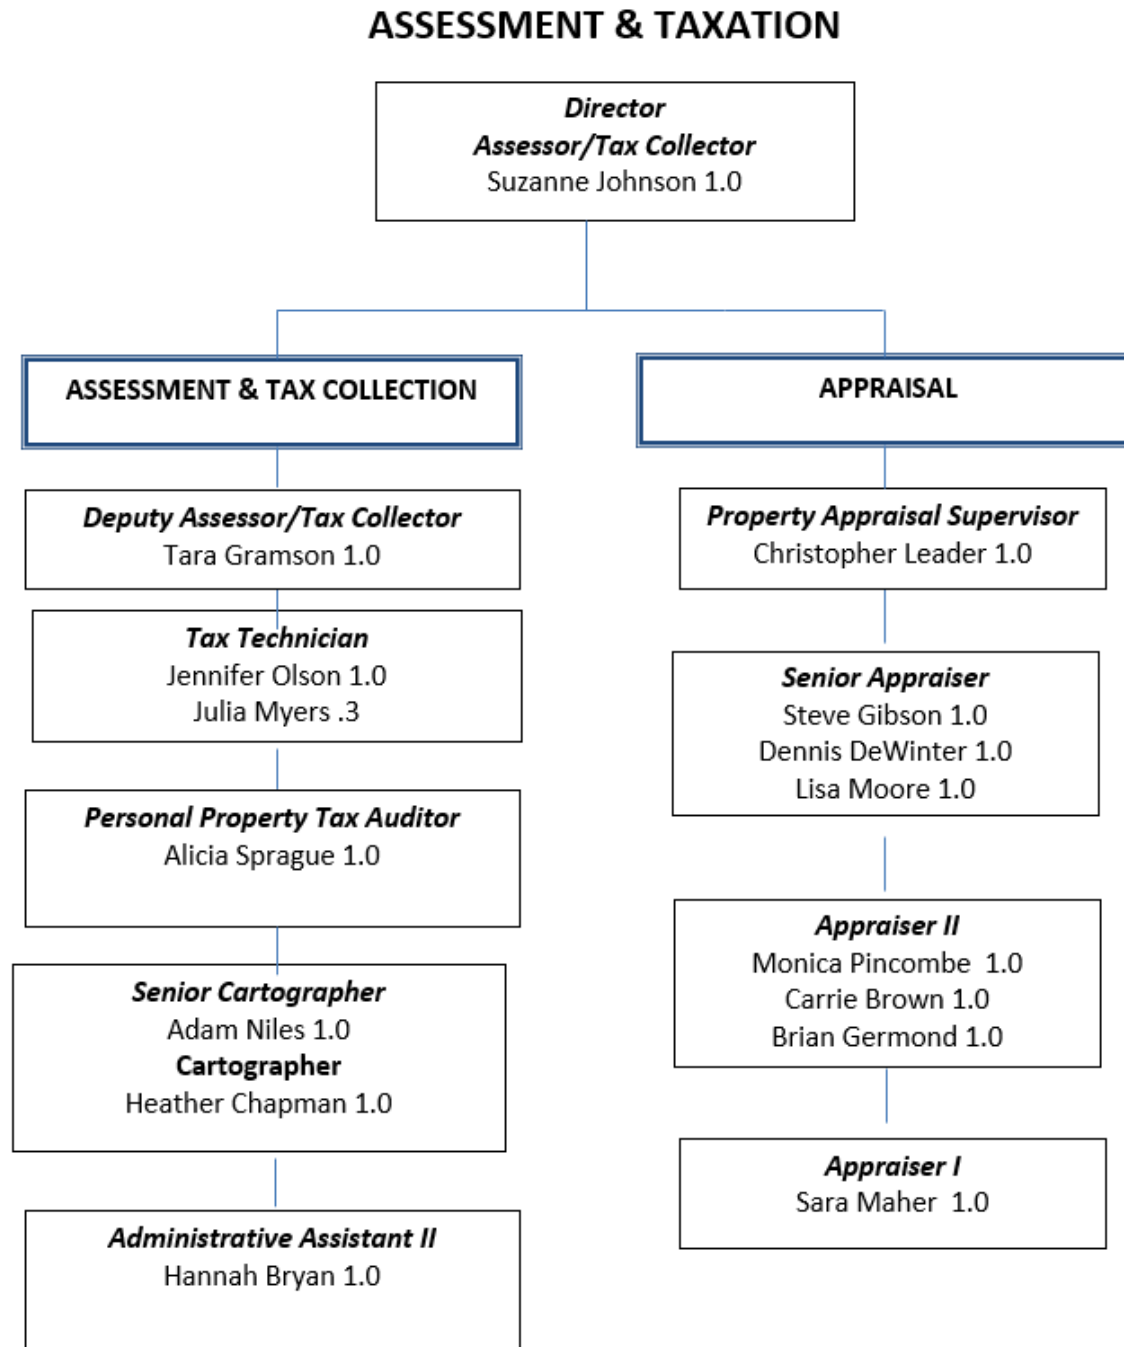 ASSESSMENT & TAXATION
Director
Assessor/Tax Collector
Suzanne Johnson 1.0
ASSESSMENT & TAX COLLECTION
Deputy Assessor/Tax Collector
Tara Gramson 1.0
Tax Technician
Jennifer Olson 1.0
Julia Myers .3
Personal Property Tax Auditor
Alicia Sprague 1.0
Senior Cartographer
Adam Niles 1.0
Cartographer
Heather Chapman 1.0
Administrative Assistant II
Hannah Bryan 1.0
APPRAISAL
Property Appraisal Supervisor
Christopher Leader 1.0
Senior Appraiser
Steve Gibson 1.0
Dennis DeWinter 1.0
Lisa Moore 1.0
Appraiser II
Monica Pincombe  1.0
Carrie Brown 1.0
Brian Germond 1.0
Appraiser I
Sara Maher  1.0